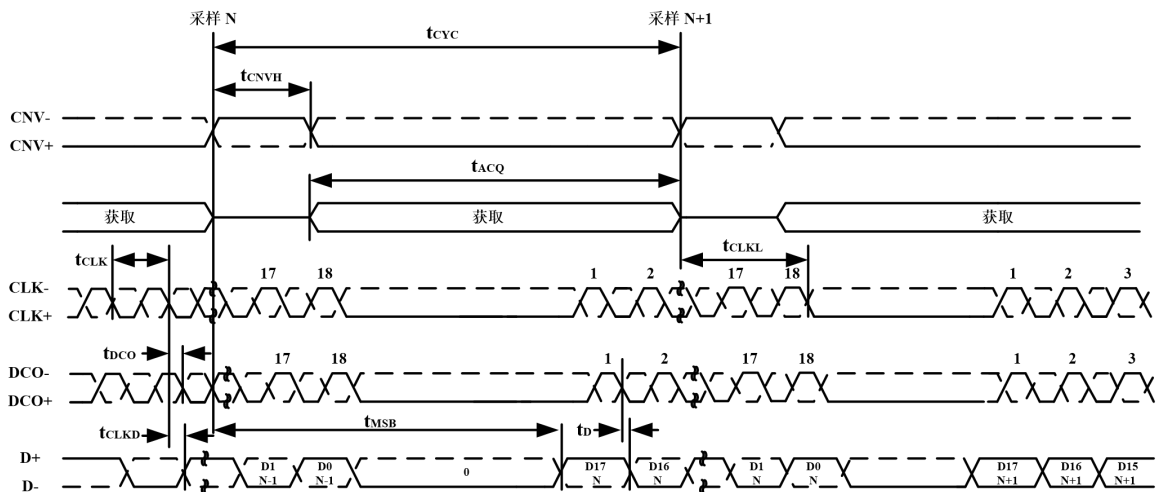 采样 N 采样 N+1
tCYC
tCNVH
CNV-
CNV+
tACQ
获取 获取 获取
tCLK tCLKL
17 18 1 2 17 18 1 2 3
CLK-
CLK+
tDCO
17 18 1 2 17 18 1 2 3
DCO-
DCO+
tCLKD tMSB tD
D+
D-
D1 D0 0 D17 D16 D1 D0 D17 D16 D15
N-1 N-1 N N N N N+1 N+1 N+1